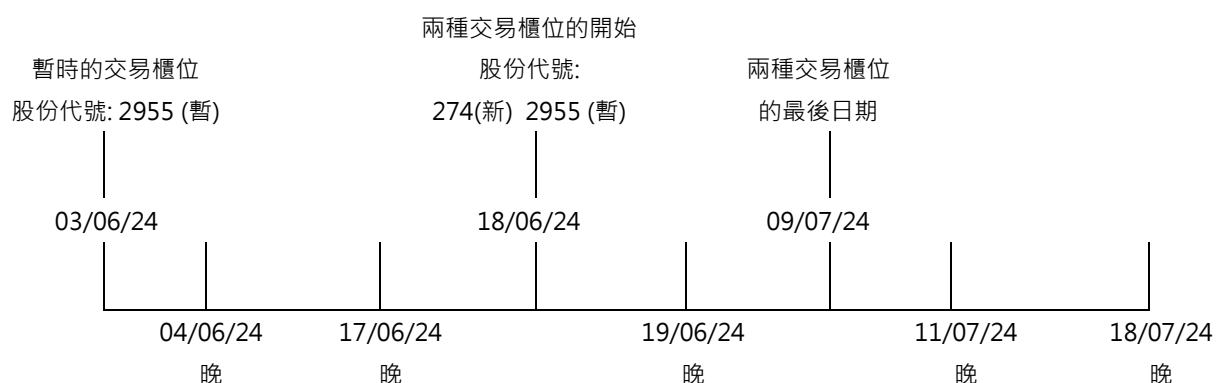 兩種交易櫃位的開始
暫時的交易櫃位
股份代號:
兩種交易櫃位
股份代號: 2955 (暫)
274(新) 2955 (暫)
的最後日期
03/06/24
18/06/24
09/07/24
04/06/24
17/06/24
19/06/24
11/07/24
18/07/24
晚
晚
晚
晚
晚